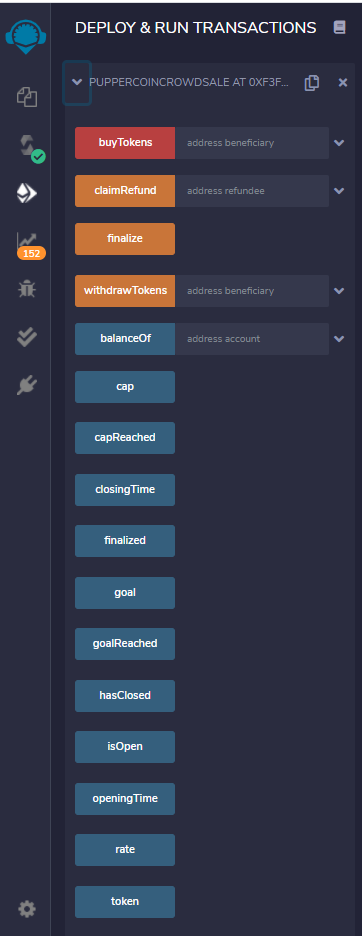 DEPLOY & RUN TRANSACTIONS
PUPPERCOINCROWDSALE AT 0XF3F...
buyTokens address beneficiary
claimRefund address refundee
finalize
152
withdrawTokens address beneficiary
balanceOf address account
cap
capReached
closingTime
finalized
goal
goalReached
hasClosed
isOpen
openingTime
rate
token